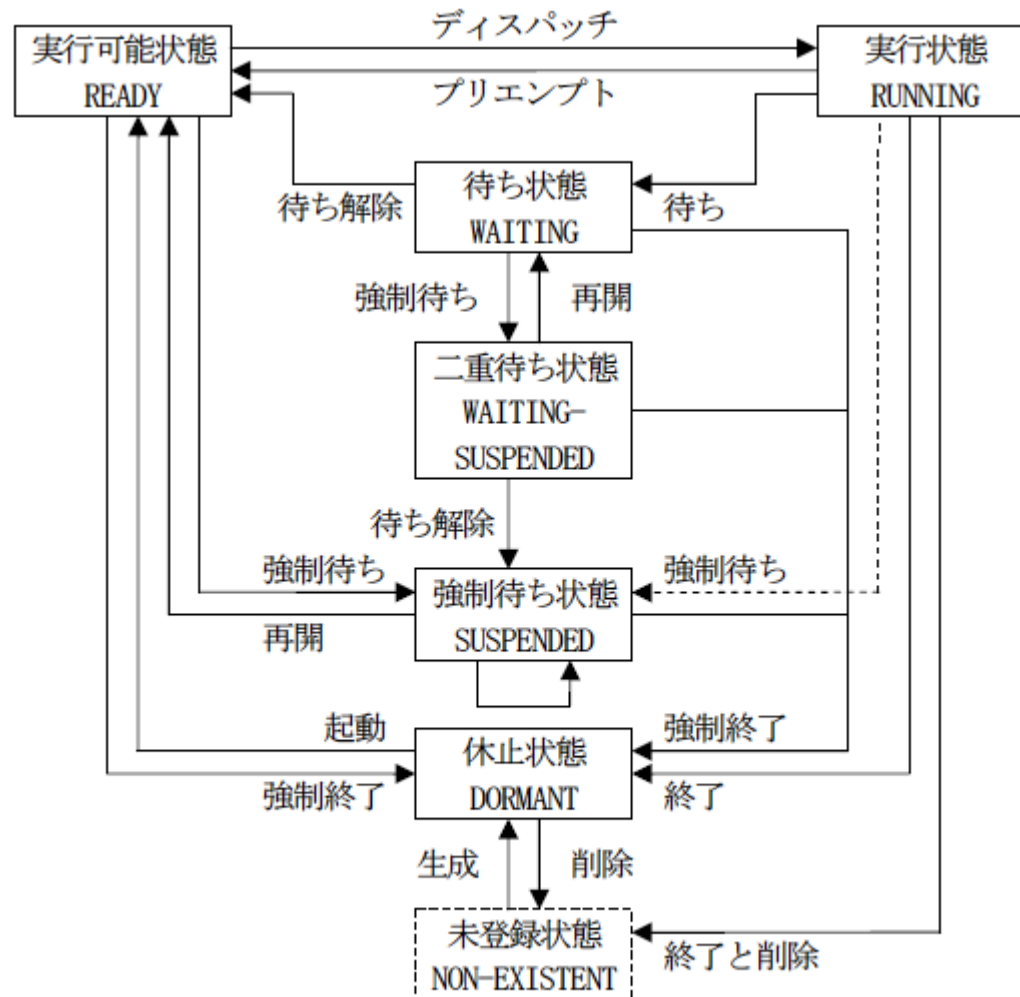 ディスパッチ
実行可能状態
READY
実行状態
RUNNING
プリエンプト
待ち状態
WAITING
待ち解除
待ち
強制待ち
再開
二重待ち状態
WAITING-
SUSPENDED
待ち解除
強制待ち
強制待ち
強制待ち状態
SUSPENDED
再開
起動
強制終了
休止状態
DORMANT
強制終了
終了
生成
削除
未登録状態
NON-EXISTENT
終了と削除